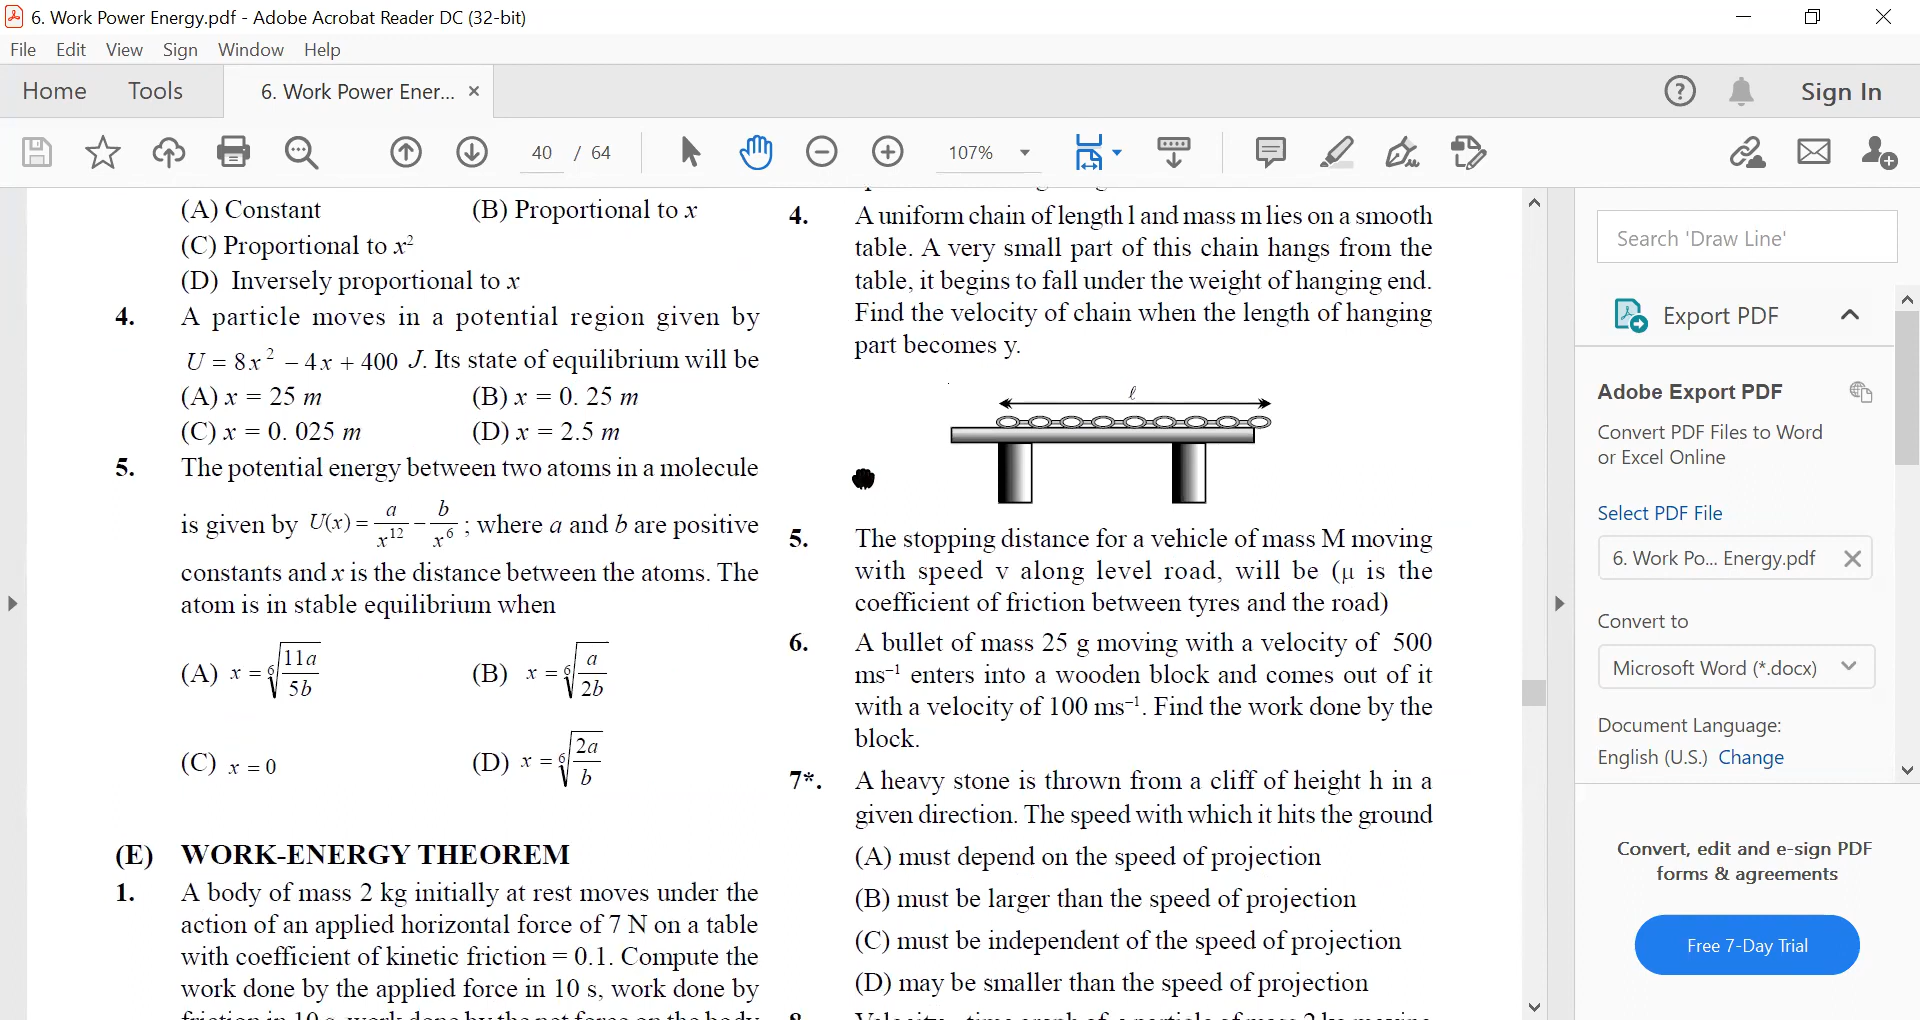 6. Work Power Energy.pdf - Adobe Acrobat Reader DC (32-bit)
File Edit View Sign Window Help
Home Tools 6. Work Power Ener... × Sign In
40 / 64 107%
(A) Constant (B) Proportional to x
(C) Proportional to x²
(D) Inversely proportional to x
4. A particle moves in a potential region given by
U = 8x² − 4x + 400 J. Its state of equilibrium will be
(A) x = 25 m (B) x = 0. 25 m
(C) x = 0. 025 m (D) x = 2.5 m
5. The potential energy between two atoms in a molecule
is given by U(x) = a/x¹² − b/x⁶ ; where a and b are positive
constants and x is the distance between the atoms. The
atom is in stable equilibrium when
(A) x = ⁶√(11a/5b) (B) x = ⁶√(a/2b)
(C) x = 0 (D) x = ⁶√(2a/b)
(E) WORK-ENERGY THEOREM
1. A body of mass 2 kg initially at rest moves under the
action of an applied horizontal force of 7 N on a table
with coefficient of kinetic friction = 0.1. Compute the
work done by the applied force in 10 s, work done by
friction in 10 s, work done by the net force on the body
4. A uniform chain of length l and mass m lies on a smooth
table. A very small part of this chain hangs from the
table, it begins to fall under the weight of hanging end.
Find the velocity of chain when the length of hanging
part becomes y.
ℓ
5. The stopping distance for a vehicle of mass M moving
with speed v along level road, will be (μ is the
coefficient of friction between tyres and the road)
6. A bullet of mass 25 g moving with a velocity of 500
ms⁻¹ enters into a wooden block and comes out of it
with a velocity of 100 ms⁻¹. Find the work done by the
block.
7*. A heavy stone is thrown from a cliff of height h in a
given direction. The speed with which it hits the ground
(A) must depend on the speed of projection
(B) must be larger than the speed of projection
(C) must be independent of the speed of projection
(D) may be smaller than the speed of projection
8. Velocity–time graph of a particle of mass 2 kg moving
Search 'Draw Line'
Export PDF
Adobe Export PDF
Convert PDF Files to Word
or Excel Online
Select PDF File
6. Work Po... Energy.pdf
Convert to
Microsoft Word (*.docx)
Document Language:
English (U.S.) Change
Convert, edit and e-sign PDF
forms & agreements
Free 7-Day Trial